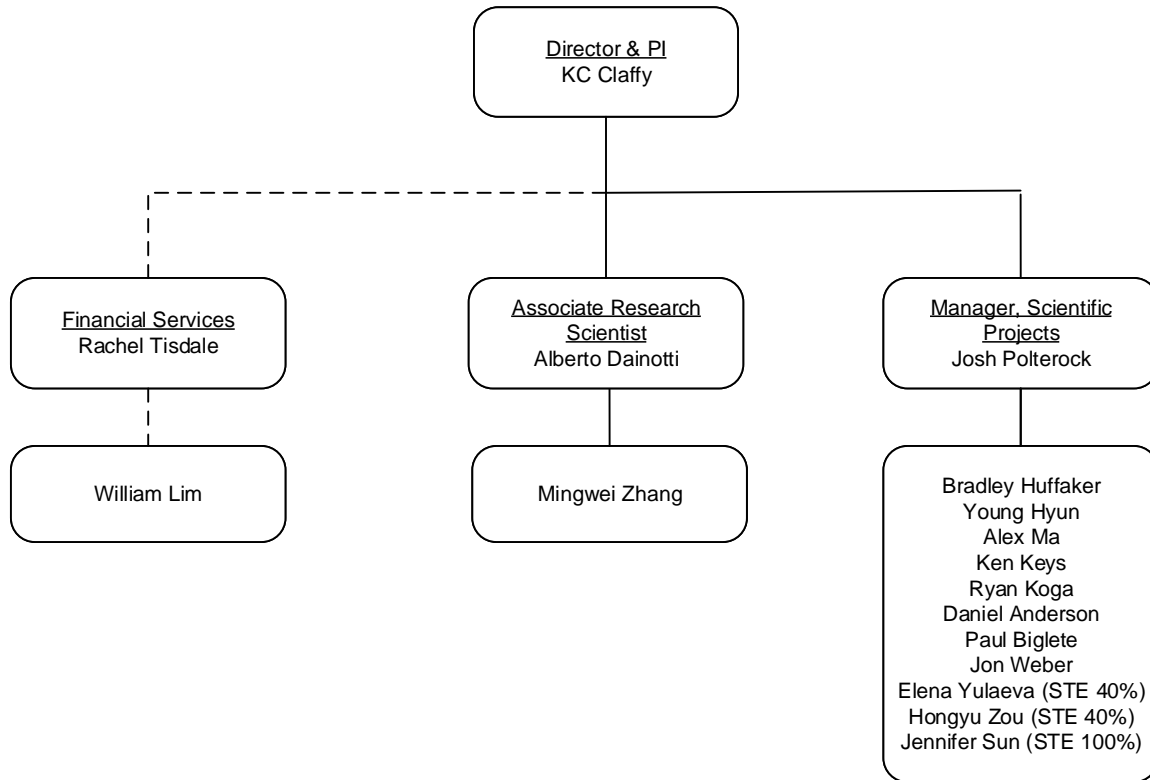 Director & PI
KC Claffy
Financial Services
Rachel Tisdale
Associate Research
Scientist
Alberto Dainotti
Manager, Scientific
Projects
Josh Polterock
William Lim
Mingwei Zhang
Bradley Huffaker
Young Hyun
Alex Ma
Ken Keys
Ryan Koga
Daniel Anderson
Paul Biglete
Jon Weber
Elena Yulaeva (STE 40%)
Hongyu Zou (STE 40%)
Jennifer Sun (STE 100%)